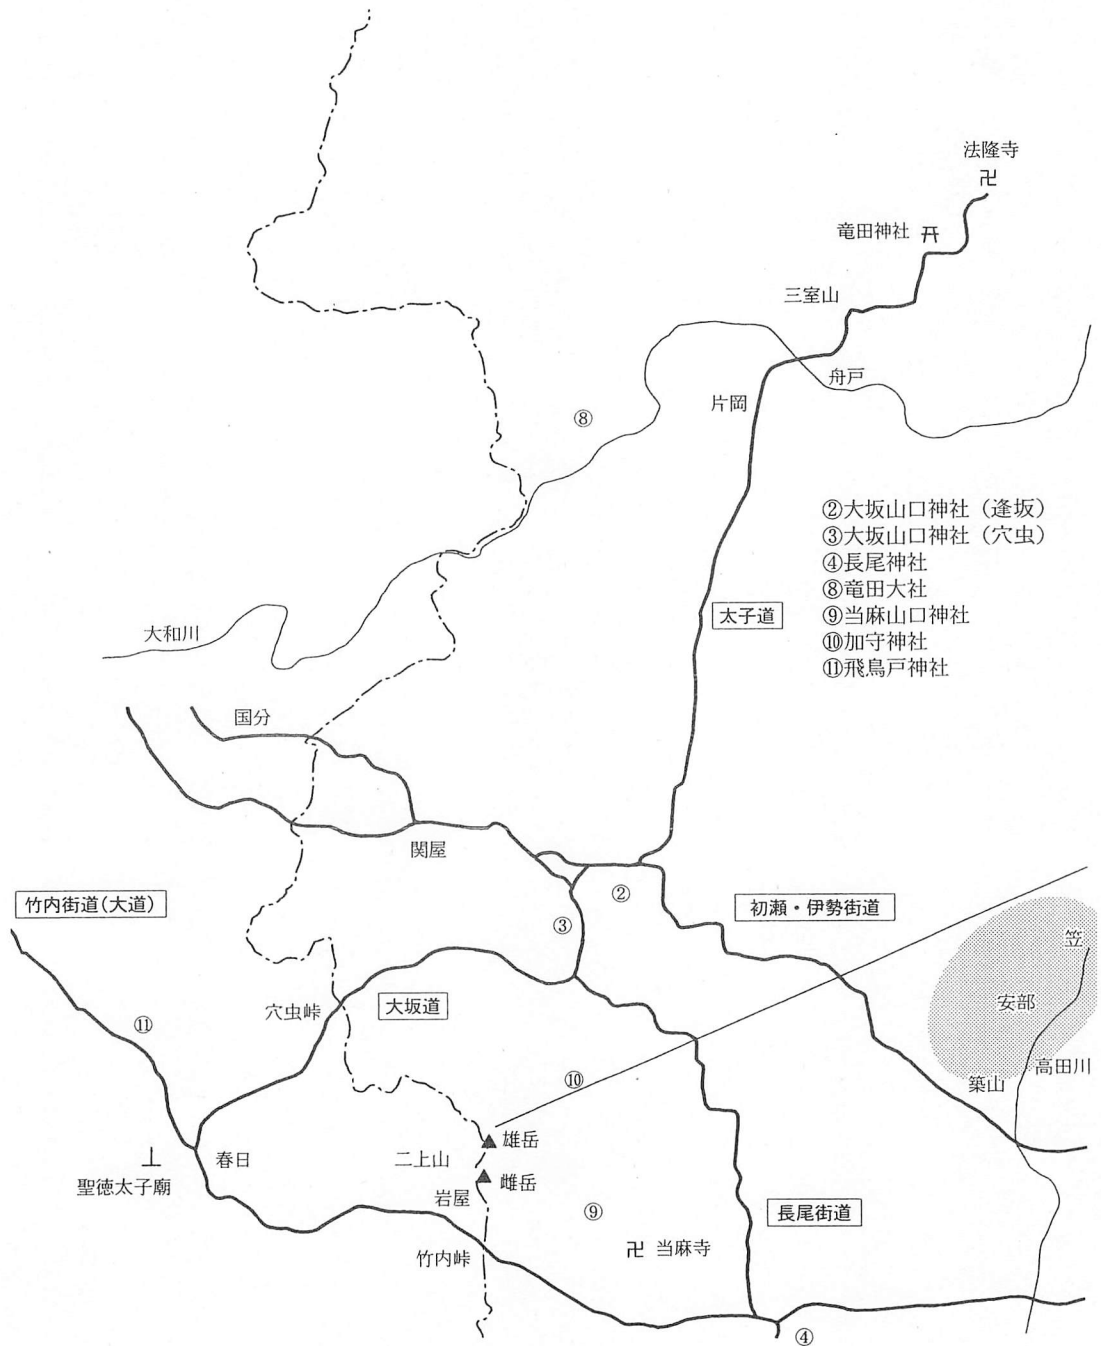 法隆寺
竜田神社
三室山
舟戸
片岡
⑧
②大坂山口神社（逢坂）
③大坂山口神社（穴虫）
④長尾神社
⑧竜田大社
⑨当麻山口神社
⑩加守神社
⑪飛鳥戸神社
太子道
大和川
国分
関屋
竹内街道(大道)
②
初瀬・伊勢街道
③
笠
大坂道
穴虫峠
安部
⑪
高田川
⑩
築山
雄岳
春日
二上山
聖徳太子廟
雌岳
岩屋
⑨
長尾街道
当麻寺
竹内峠
④